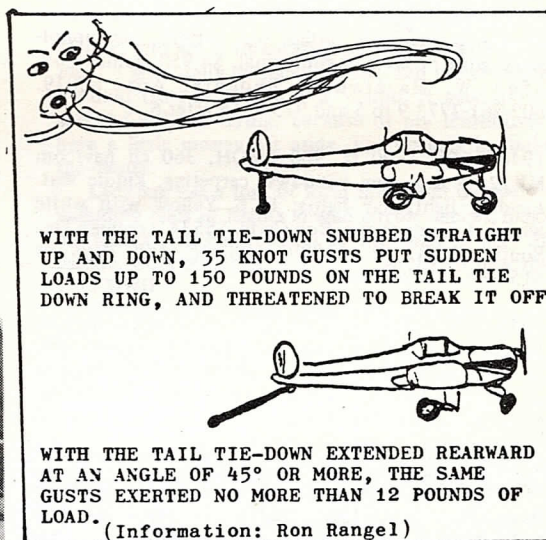 WITH THE TAIL TIE-DOWN SNUBBED STRAIGHT
UP AND DOWN, 35 KNOT GUSTS PUT SUDDEN
LOADS UP TO 150 POUNDS ON THE TAIL TIE
DOWN RING, AND THREATENED TO BREAK IT OFF
WITH THE TAIL TIE-DOWN EXTENDED REARWARD
AT AN ANGLE OF 45° OR MORE, THE SAME
GUSTS EXERTED NO MORE THAN 12 POUNDS OF
LOAD.
(Information: Ron Rangel)